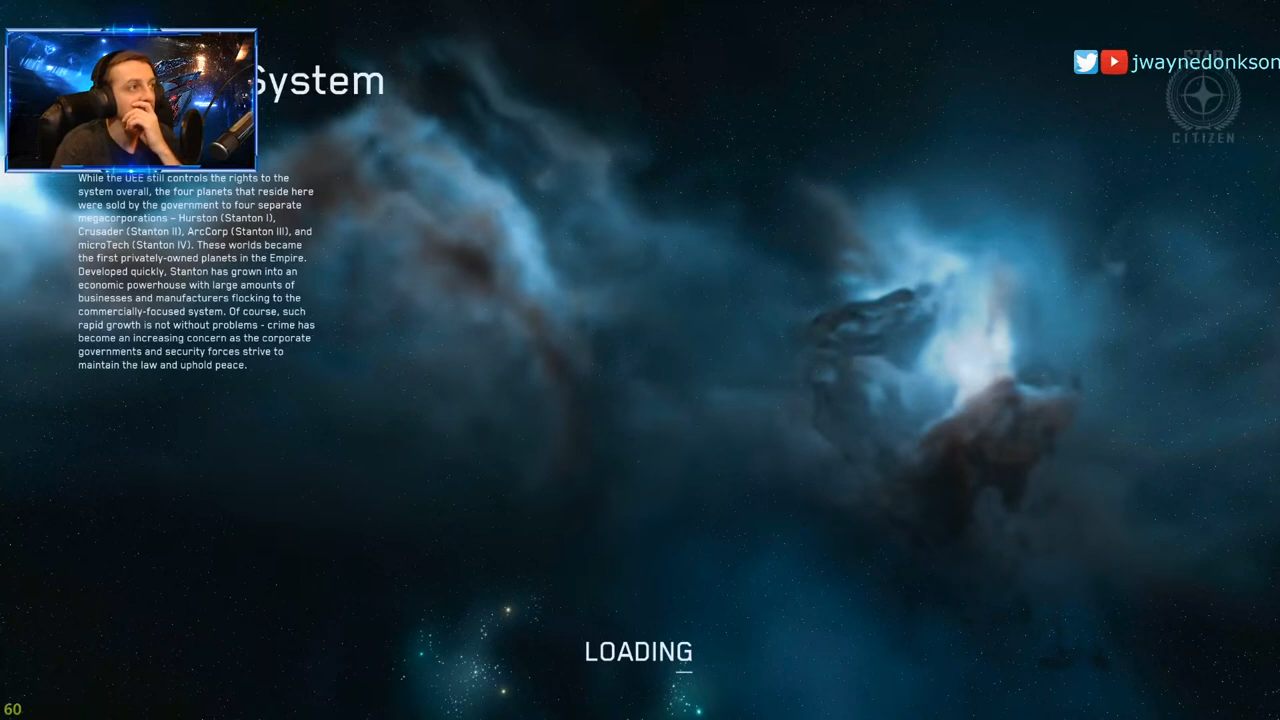 System
jwaynedonkson
STAR
CITIZEN
While the UEE still controls the rights to the
system overall, the four planets that reside here
were sold by the government to four separate
megacorporations – Hurston (Stanton I),
Crusader (Stanton II), ArcCorp (Stanton III), and
microTech (Stanton IV). These worlds became
the first privately-owned planets in the Empire.
Developed quickly, Stanton has grown into an
economic powerhouse with large amounts of
businesses and manufacturers flocking to the
commercially-focused system. Of course, such
rapid growth is not without problems - crime has
become an increasing concern as the corporate
governments and security forces strive to
maintain the law and uphold peace.
LOADING
60